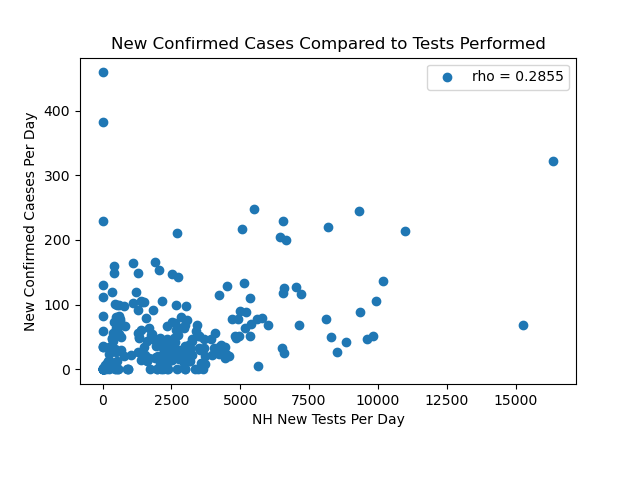 New Confirmed Cases Compared to Tests Performed
rho = 0.2855
New Confirmed Caeses Per Day
400
300
200
100
0
0 2500 5000 7500 10000 12500 15000
NH New Tests Per Day